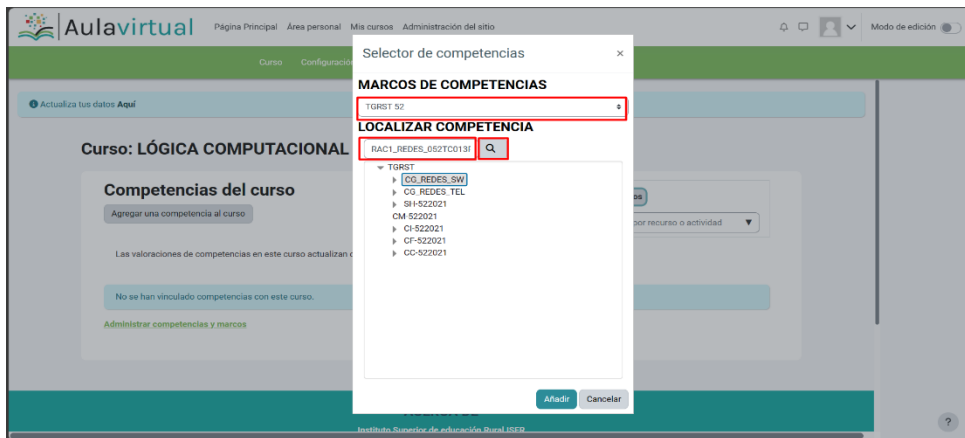 Aulavirtual
Página Principal Área personal Mis cursos Administración del sitio
Modo de edición
Curso Configuración
Actualiza tus datos Aquí
Curso: LÓGICA COMPUTACIONAL
Competencias del curso
Agregar una competencia al curso
por recurso o actividad
Las valoraciones de competencias en este curso actualizan
No se han vinculado competencias con este curso.
Administrar competencias y marcos
Selector de competencias ×
MARCOS DE COMPETENCIAS
TGRST 52
LOCALIZAR COMPETENCIA
RAC1_REDES_052TC013
TGRST
CG_REDES_SW
CG_REDES_TEL
SH-522021
CM-522021
CI-522021
CF-522021
CC-522021
Añadir Cancelar
Instituto Superior de educación Rural ISER
?